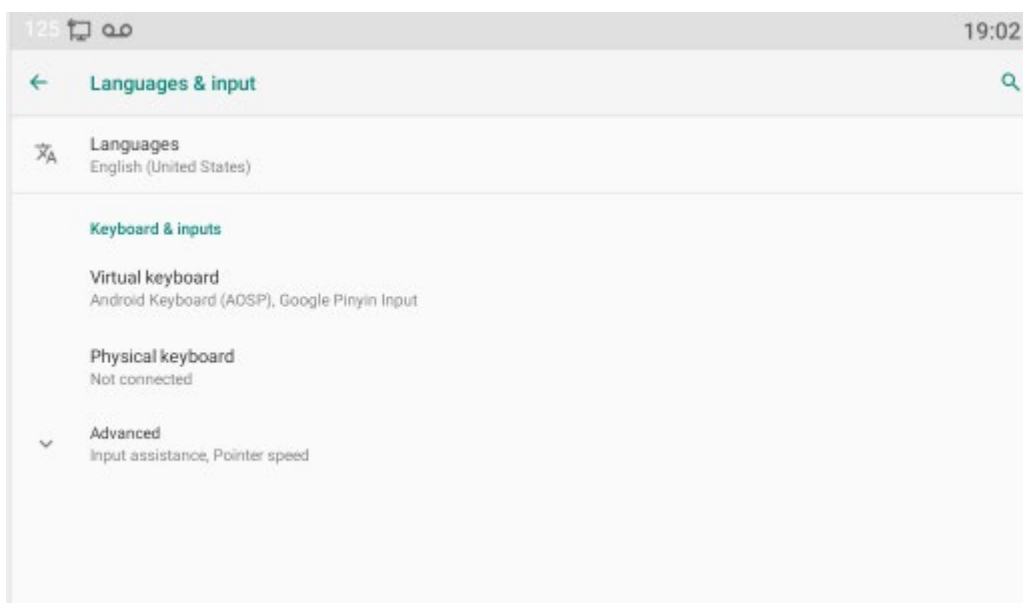 125 19:02
Languages & input
Languages
English (United States)
Keyboard & inputs
Virtual keyboard
Android Keyboard (AOSP), Google Pinyin Input
Physical keyboard
Not connected
Advanced
Input assistance, Pointer speed